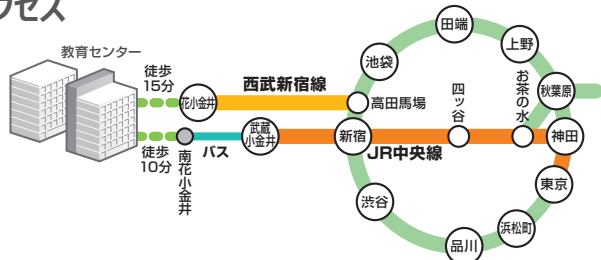 クセス
教育センター
徒歩
15分
花小金井
西武新宿線
高田馬場
池袋
田端
上野
秋葉原
お茶の水
四ッ谷
徒歩
10分
南花小金井
バス
武蔵
小金井
新宿
JR中央線
神田
東京
浜松町
品川
渋谷